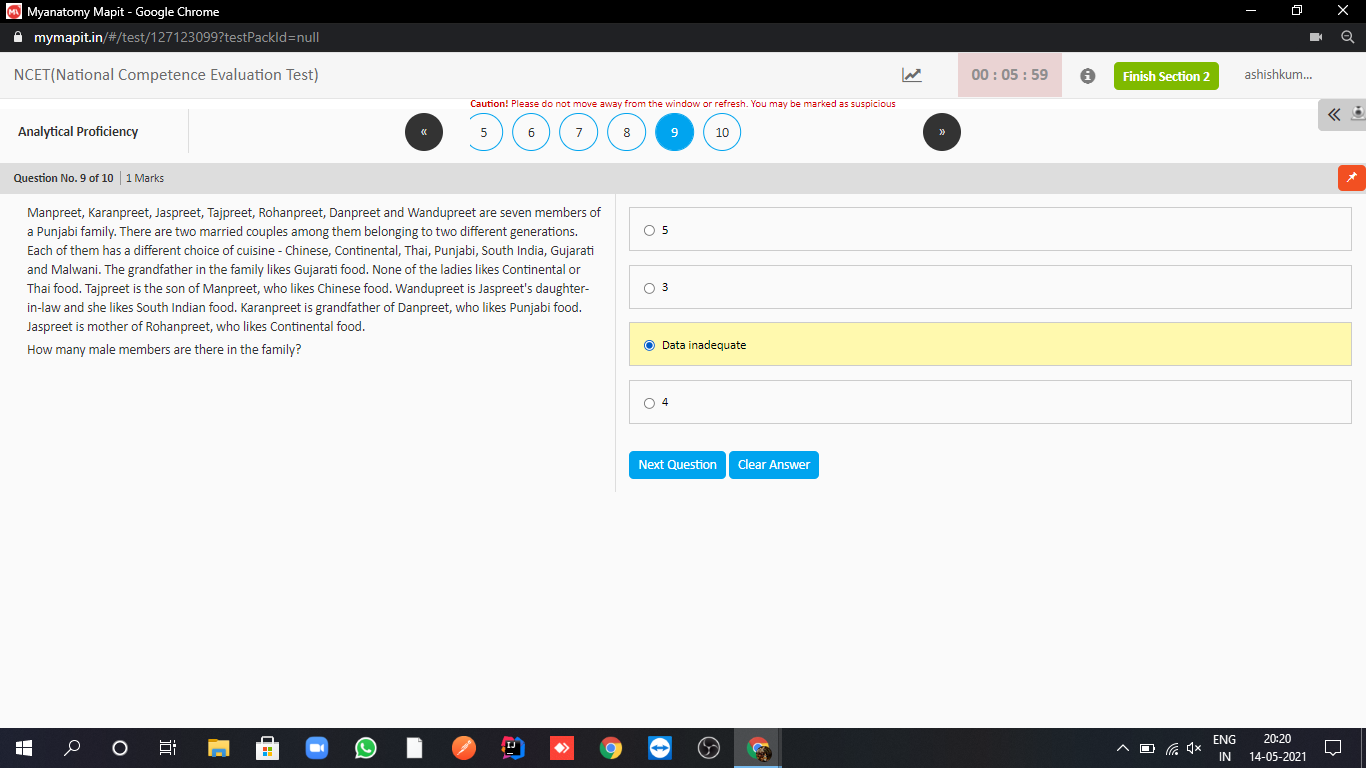 Myanatomy Mapit - Google Chrome
mymapit.in/#/test/127123099?testPackId=null
NCET(National Competence Evaluation Test)
00 : 05 : 59
Finish Section 2
ashishkum...
Caution! Please do not move away from the window or refresh. You may be marked as suspicious
Analytical Proficiency
«
5
6
7
8
9
10
»
Question No. 9 of 10 | 1 Marks
Manpreet, Karanpreet, Jaspreet, Tajpreet, Rohanpreet, Danpreet and Wandupreet are seven members of
a Punjabi family. There are two married couples among them belonging to two different generations.
Each of them has a different choice of cuisine - Chinese, Continental, Thai, Punjabi, South India, Gujarati
and Malwani. The grandfather in the family likes Gujarati food. None of the ladies likes Continental or
Thai food. Tajpreet is the son of Manpreet, who likes Chinese food. Wandupreet is Jaspreet's daughter-
in-law and she likes South Indian food. Karanpreet is grandfather of Danpreet, who likes Punjabi food.
Jaspreet is mother of Rohanpreet, who likes Continental food.
How many male members are there in the family?
5
3
Data inadequate
4
Next Question
Clear Answer
ENG
IN
20:20
14-05-2021